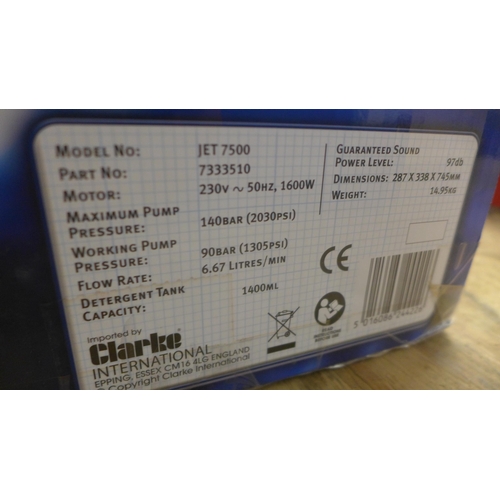 MODEL NO: JET 7500
PART NO: 7333510
MOTOR: 230V ~ 50HZ, 1600W
MAXIMUM PUMP
PRESSURE: 140BAR (2030PSI)
WORKING PUMP
PRESSURE: 90BAR (1305PSI)
FLOW RATE: 6.67 LITRES/MIN
DETERGENT TANK
CAPACITY: 1400ML
GUARANTEED SOUND
POWER LEVEL: 97db
DIMENSIONS: 287 X 338 X 745MM
WEIGHT: 14.95KG
CE
Imported by
Clarke
INTERNATIONAL
EPPING, ESSEX CM16 4LG ENGLAND
© Copyright Clarke International